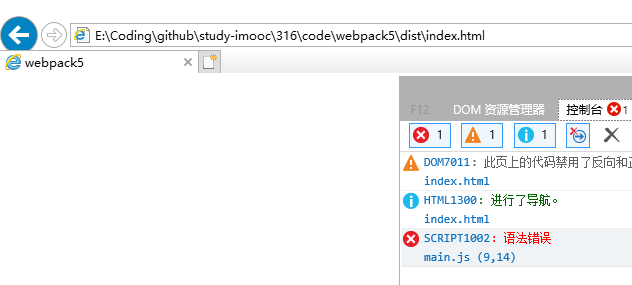 E:\Coding\github\study-imooc\316\code\webpack5\dist\index.html
webpack5
F12 DOM 资源管理器 控制台 1
1 1 1
DOM7011: 此页上的代码禁用了反向和
index.html
HTML1300: 进行了导航。
index.html
SCRIPT1002: 语法错误
main.js (9,14)